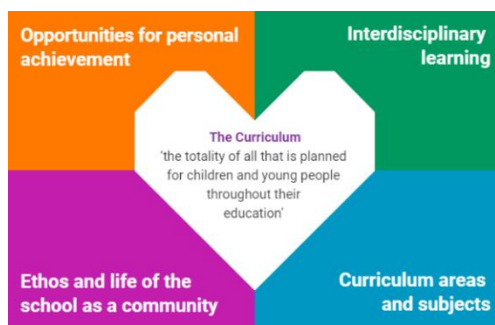 Opportunities for personal
achievement
Interdisciplinary
learning
The Curriculum
'the totality of all that is planned
for children and young people
throughout their
education'
Ethos and life of the
school as a community
Curriculum areas
and subjects